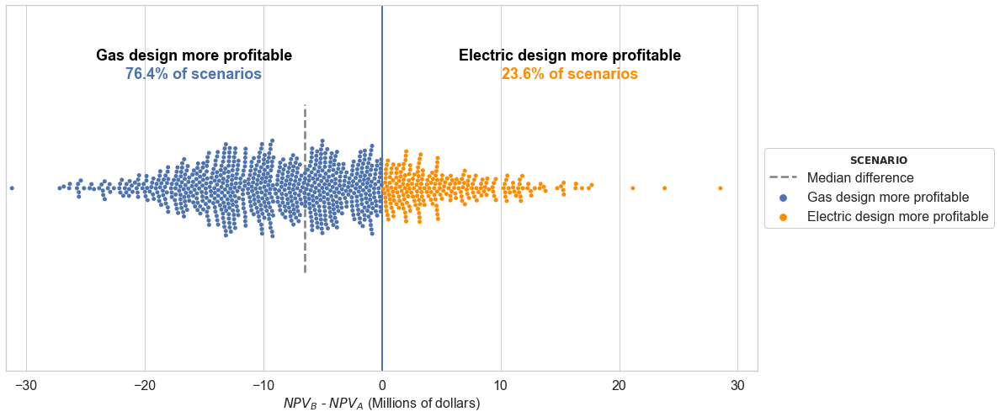 Gas design more profitable
76.4% of scenarios
Electric design more profitable
23.6% of scenarios
SCENARIO
Median difference
Gas design more profitable
Electric design more profitable
−30 −20 −10 0 10 20 30
NPV_B - NPV_A (Millions of dollars)